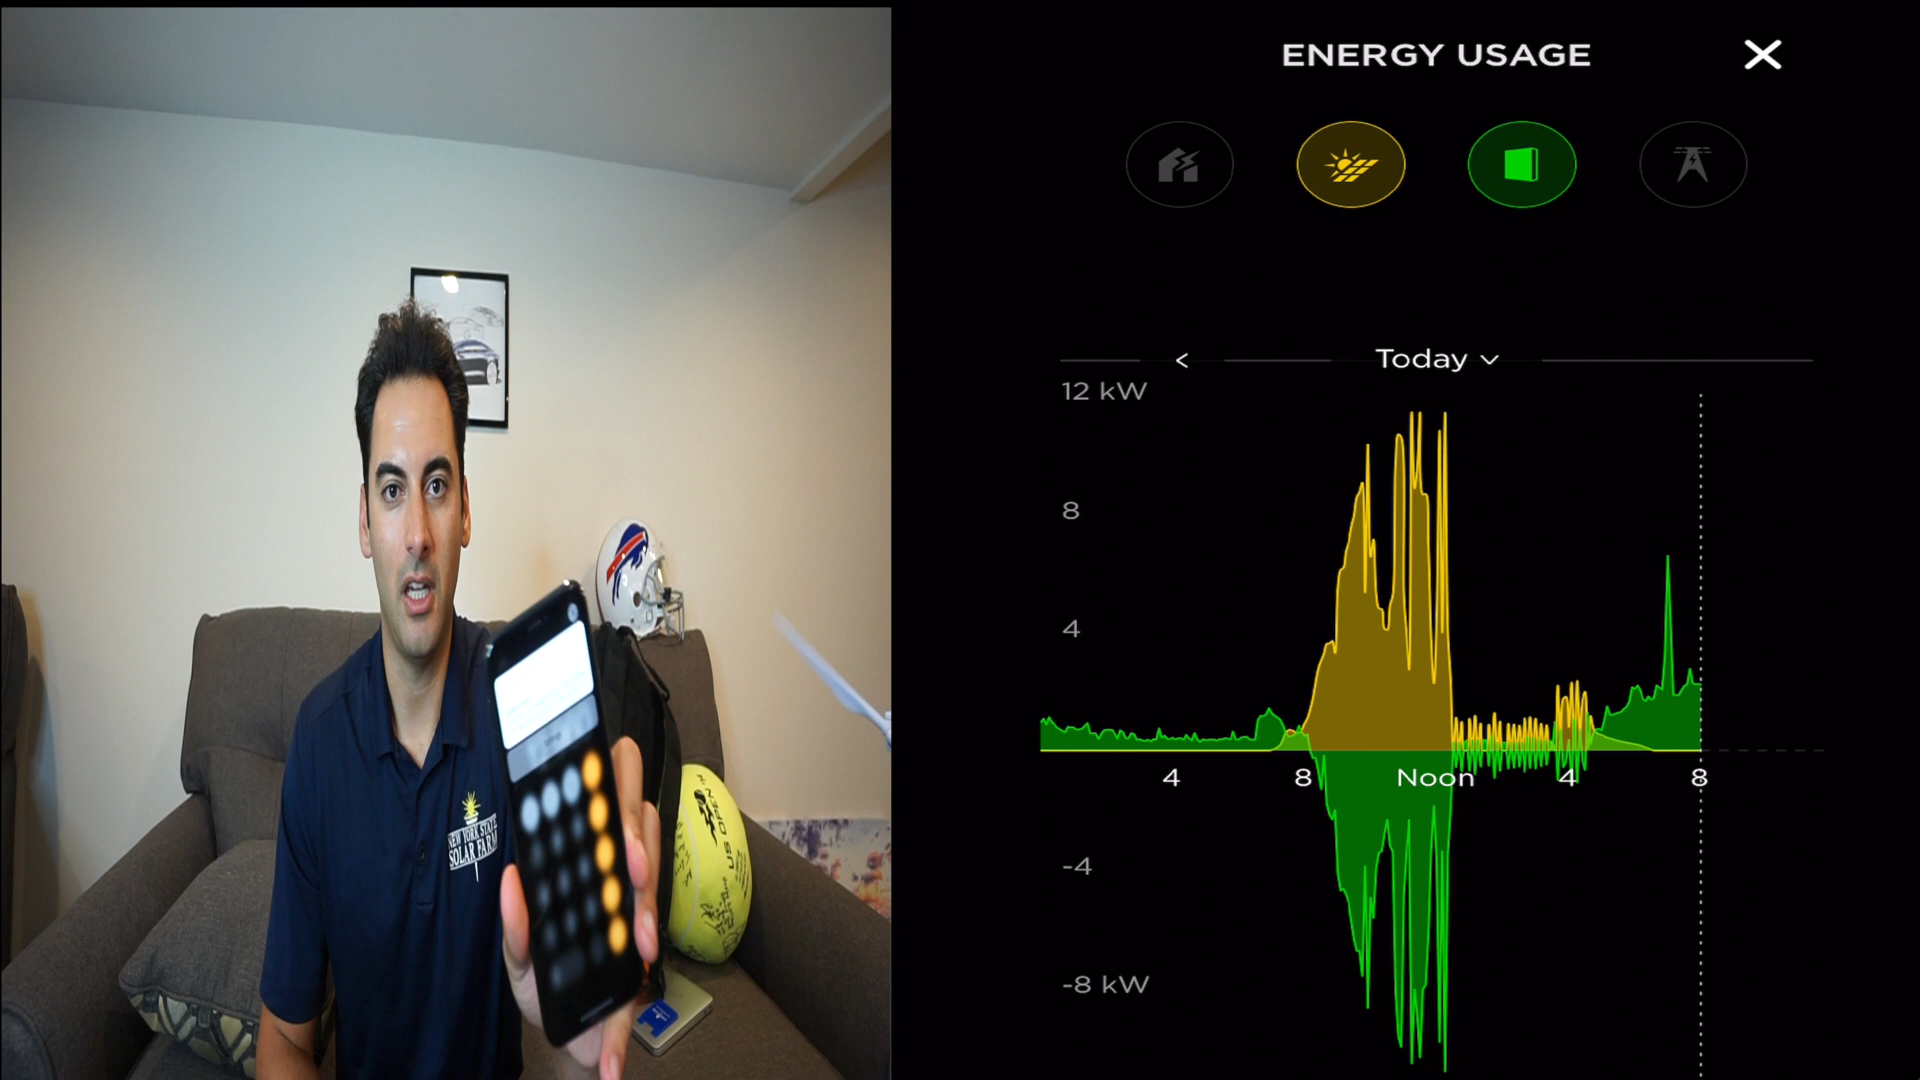 ENERGY USAGE
Today
12 kW
8
4
4
8
Noon
4
8
-4
-8 kW
NEW YORK STATE
SOLAR FARM
US OPEN